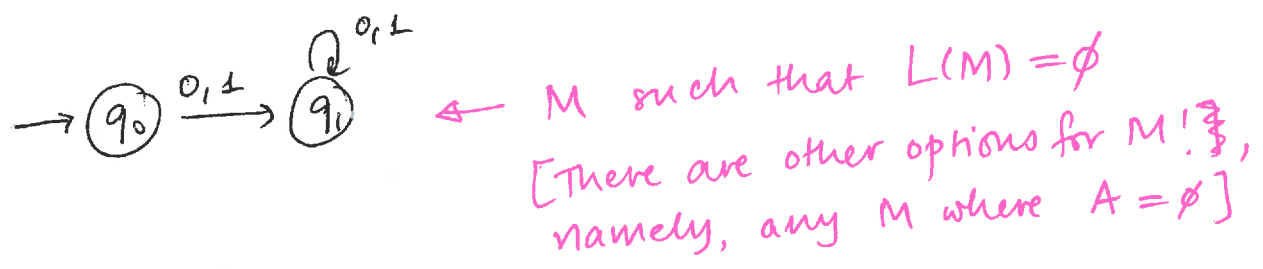 0,1
0,1
q₀
q₁
← M such that L(M) = ∅
[There are other options for M!,
namely, any M where A = ∅]